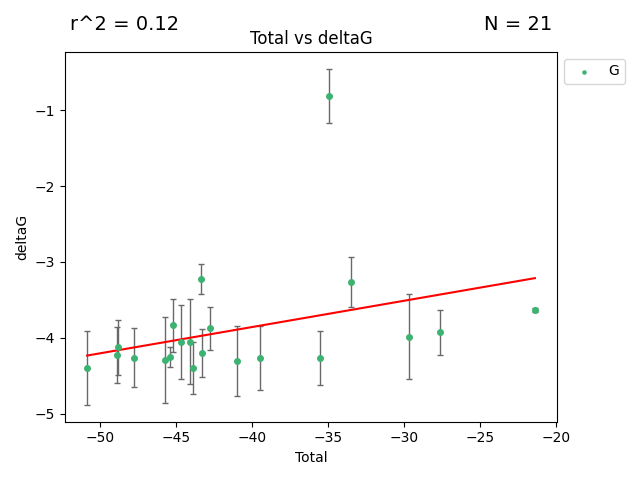 r^2 = 0.12
N = 21
Total vs deltaG
G
−1
−2
−3
−4
−5
deltaG
−50
−45
−40
−35
−30
−25
−20
Total